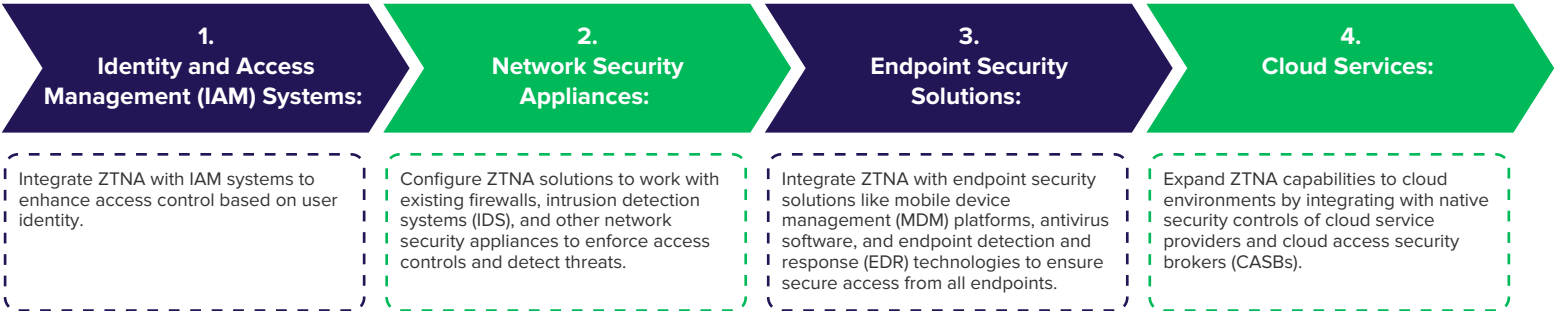 1.
Identity and Access
Management (IAM) Systems:
Integrate ZTNA with IAM systems to
enhance access control based on user
identity.
2.
Network Security
Appliances:
Configure ZTNA solutions to work with
existing firewalls, intrusion detection
systems (IDS), and other network
security appliances to enforce access
controls and detect threats.
3.
Endpoint Security
Solutions:
Integrate ZTNA with endpoint security
solutions like mobile device
management (MDM) platforms, antivirus
software, and endpoint detection and
response (EDR) technologies to ensure
secure access from all endpoints.
4.
Cloud Services:
Expand ZTNA capabilities to cloud
environments by integrating with native
security controls of cloud service
providers and cloud access security
brokers (CASBs).